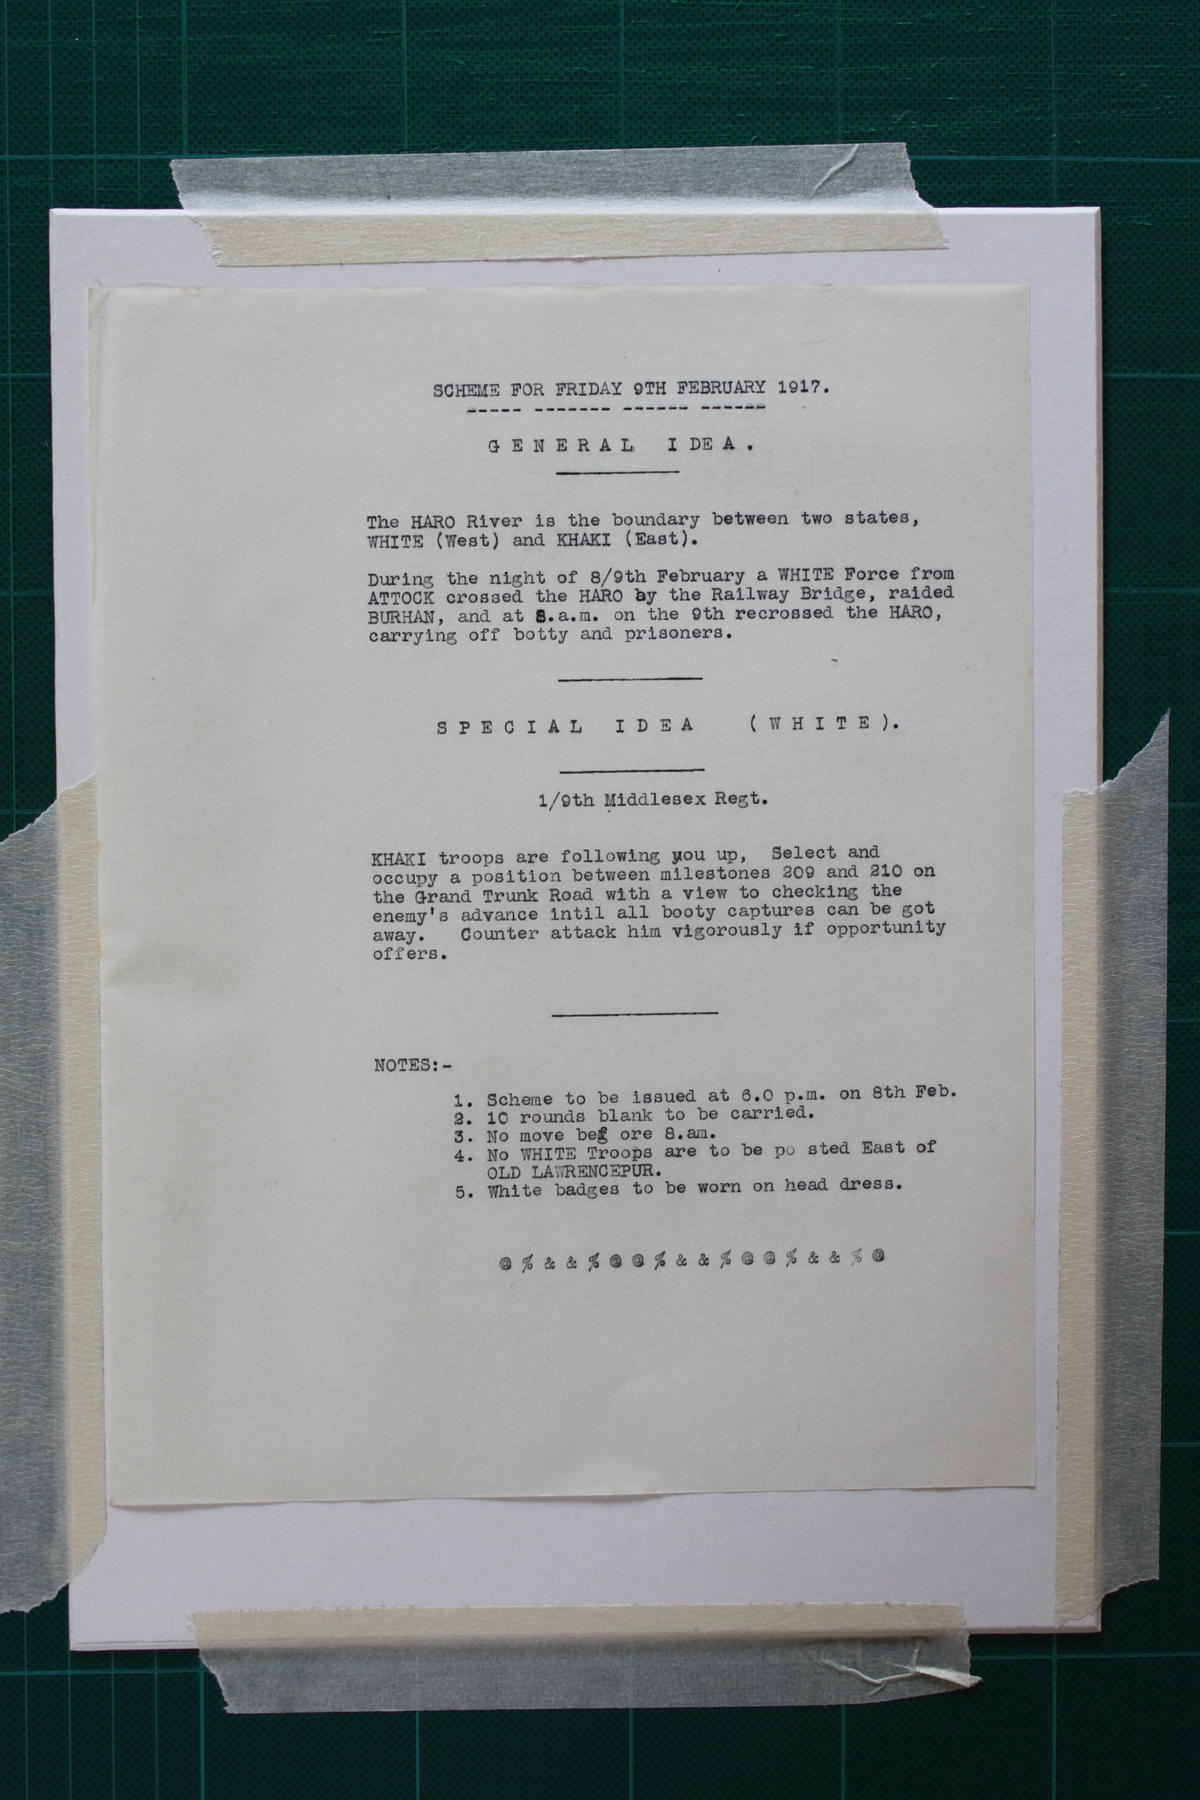 SCHEME FOR FRIDAY 9TH FEBRUARY 1917.
----- ------- ------ ------
GENERAL IDEA.
The HARO River is the boundary between two states,
WHITE (West) and KHAKI (East).
During the night of 8/9th February a WHITE Force from
ATTOCK crossed the HARO by the Railway Bridge, raided
BURHAN, and at 8.a.m. on the 9th recrossed the HARO,
carrying off botty and prisoners.
SPECIAL IDEA (WHITE).
1/9th Middlesex Regt.
KHAKI troops are following you up, Select and
occupy a position between milestones 209 and 210 on
the Grand Trunk Road with a view to checking the
enemy's advance intil all booty captures can be got
away. Counter attack him vigorously if opportunity
offers.
NOTES:-
1. Scheme to be issued at 6.0 p.m. on 8th Feb.
2. 10 rounds blank to be carried.
3. No move bef ore 8.am.
4. No WHITE Troops are to be po sted East of
OLD LAWRENCEPUR.
5. White badges to be worn on head dress.
@%&&%@@%&&%@@%&&%@